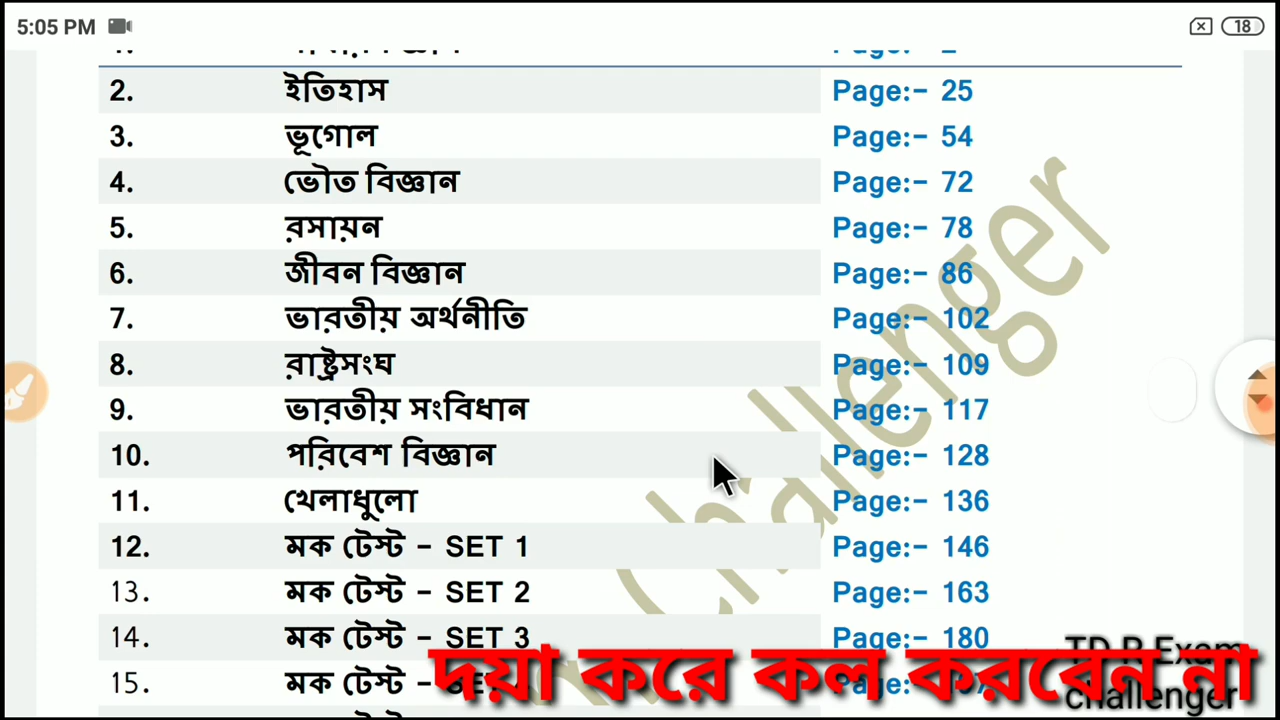 5:05 PM 18
2. ইতিহাস Page:- 25
3. ভূগোল Page:- 54
4. ভৌত বিজ্ঞান Page:- 72
5. রসায়ন Page:- 78
6. জীবন বিজ্ঞান Page:- 86
7. ভারতীয় অর্থনীতি Page:- 102
8. রাষ্ট্রসংঘ Page:- 109
9. ভারতীয় সংবিধান Page:- 117
10. পরিবেশ বিজ্ঞান Page:- 128
11. খেলাধুলো Page:- 136
12. মক টেস্ট - SET 1 Page:- 146
13. মক টেস্ট - SET 2 Page:- 163
14. মক টেস্ট - SET 3 Page:- 180
15. মক টেস্ট
Challenger
দয়া করে কল করবেন না
TD R Exam
challenger